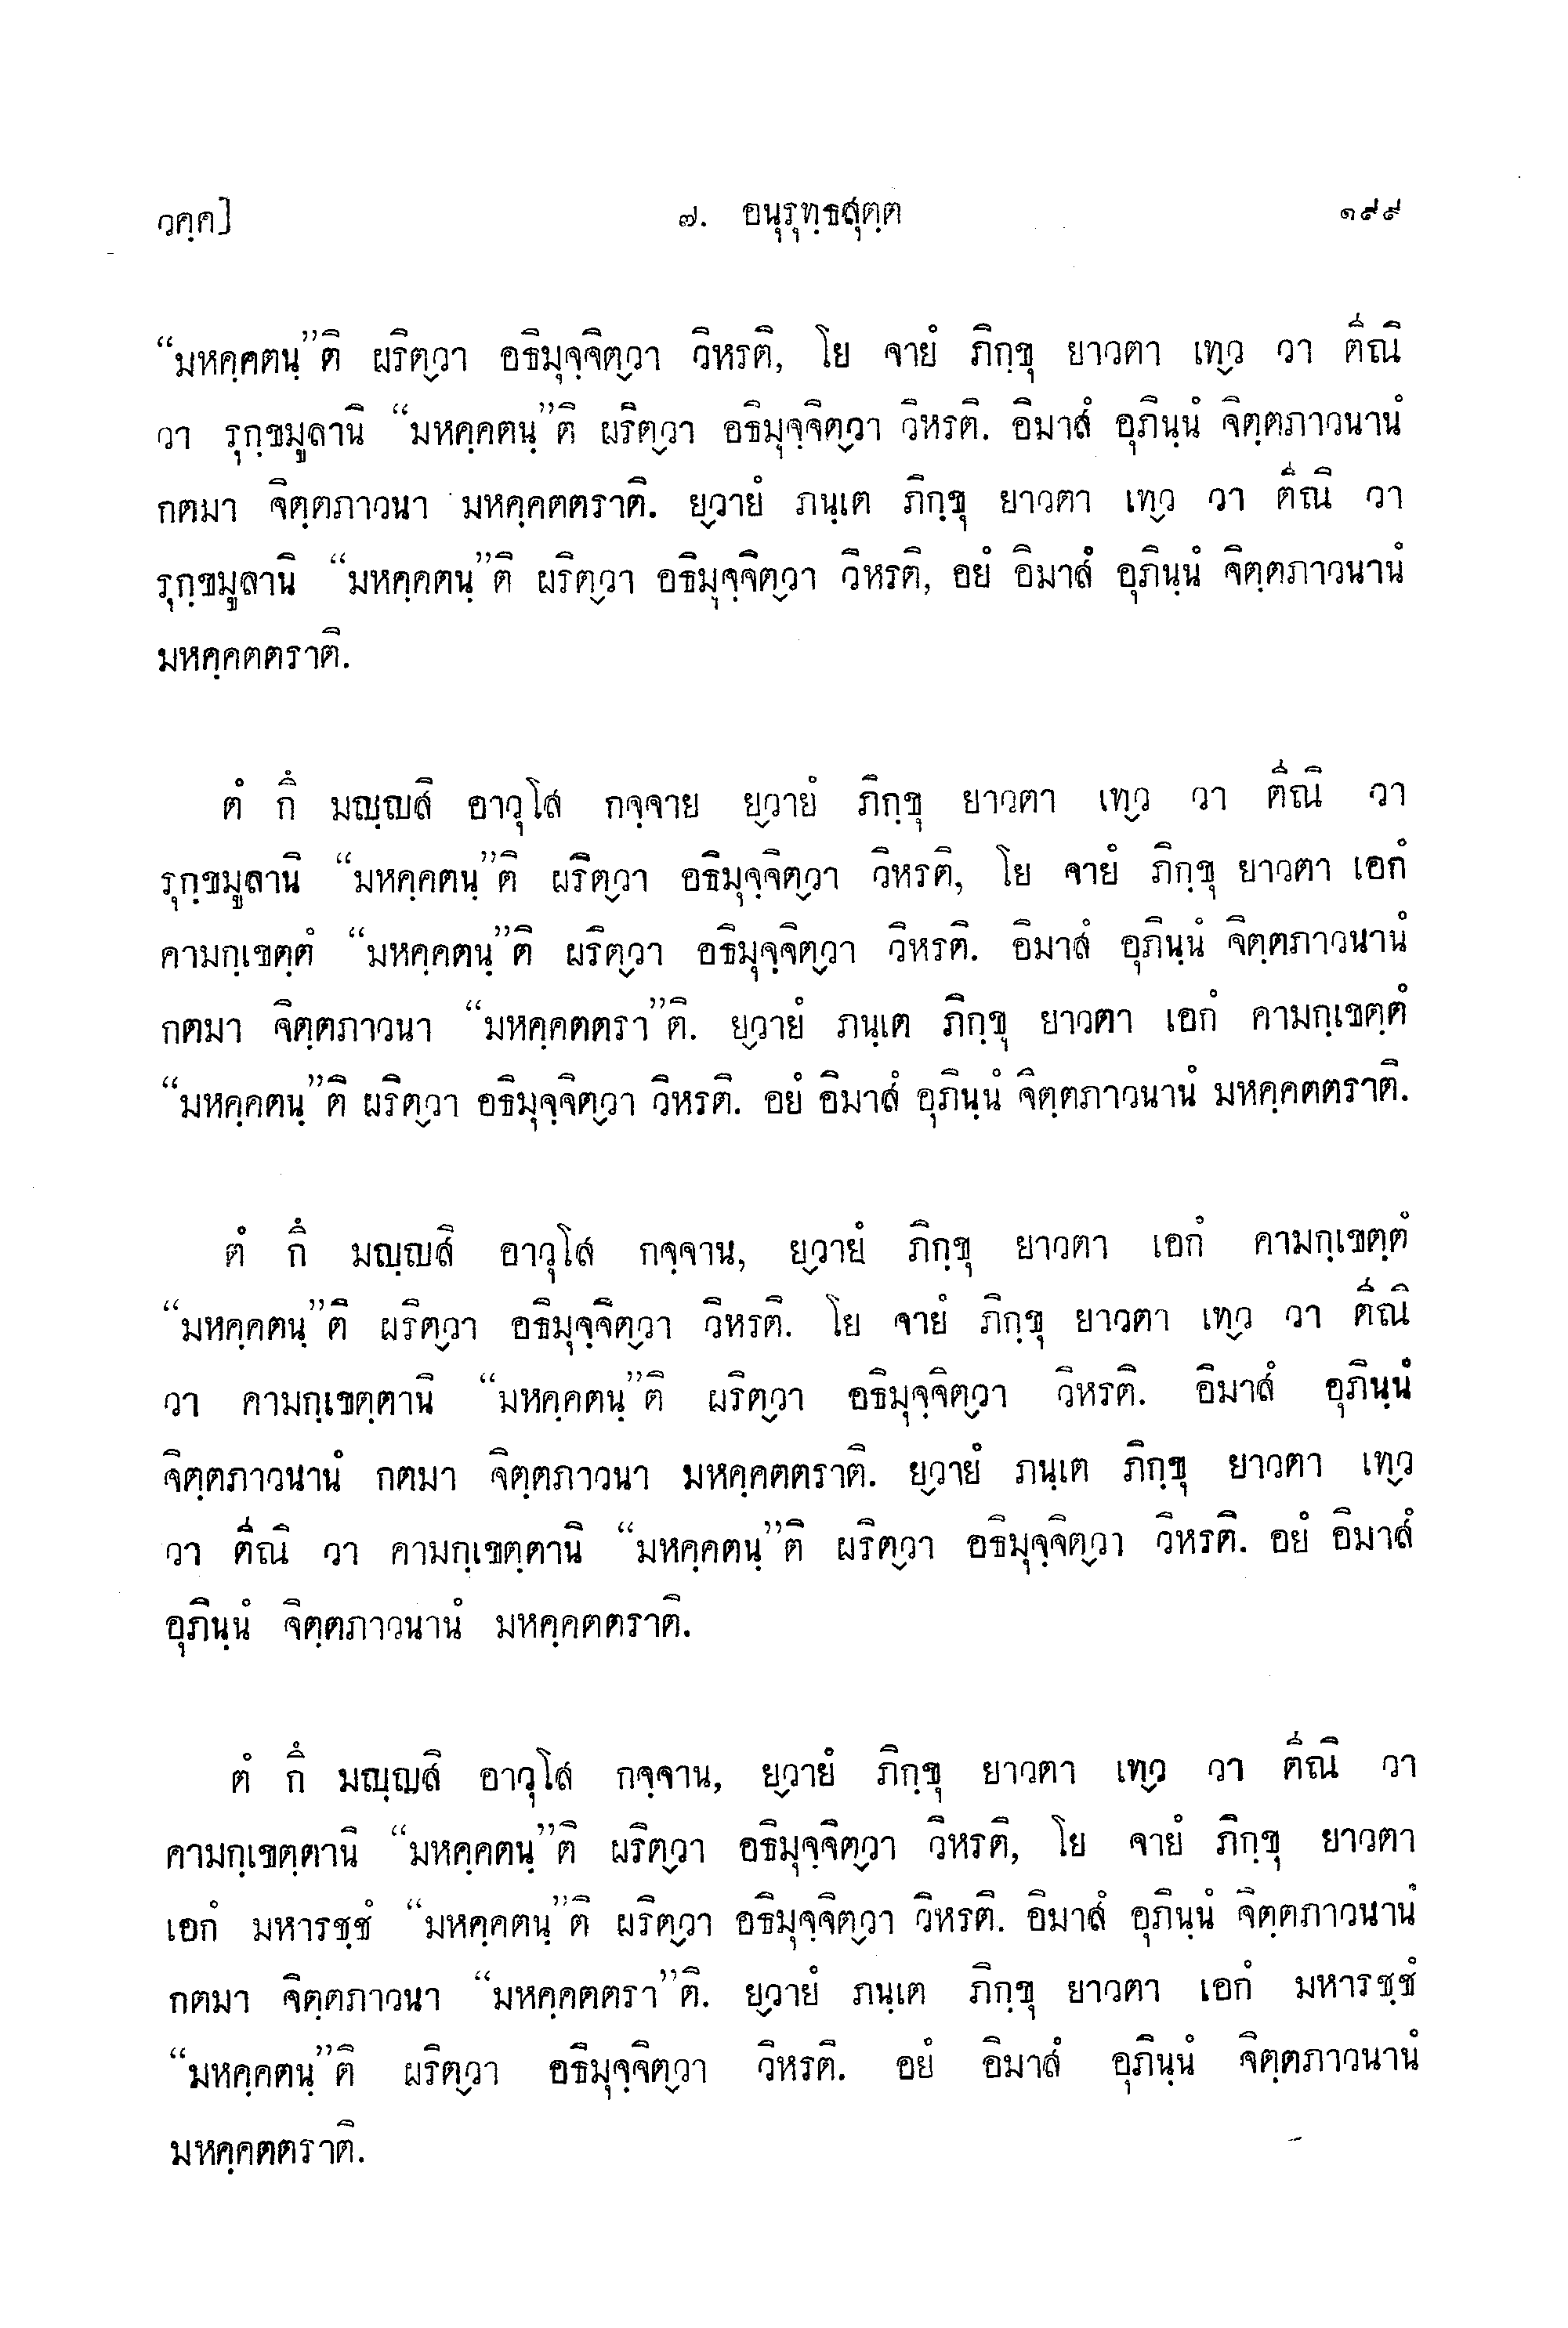 วคฺค]
๗. อนุรุทฺธสุตฺต
๑๙๙
“มหคฺคตนฺ”ติ ผริตฺวา อธิมุจฺจิตฺวา วิหรติ, โย จายํ ภิกฺขุ ยาวตา เทฺว วา ตีณิ
วา รุกฺขมูลานิ “มหคฺคตนฺ”ติ ผริตฺวา อธิมุจฺจิตฺวา วิหรติ. อิมาสํ อุภินฺนํ จิตฺตภาวนานํ
กตมา จิตฺตภาวนา มหคฺคตตราติ. ยฺวายํ ภนฺเต ภิกฺขุ ยาวตา เทฺว วา ตีณิ วา
รุกฺขมูลานิ “มหคฺคตนฺ”ติ ผริตฺวา อธิมุจฺจิตฺวา วิหรติ, อยํ อิมาสํ อุภินฺนํ จิตฺตภาวนานํ
มหคฺคตตราติ.
ตํ กึ มญฺญสิ อาวุโส กจฺจาย ยฺวายํ ภิกฺขุ ยาวตา เทฺว วา ตีณิ วา
รุกฺขมูลานิ “มหคฺคตนฺ”ติ ผริตฺวา อธิมุจฺจิตฺวา วิหรติ, โย จายํ ภิกฺขุ ยาวตา เอกํ
คามกฺเขตฺตํ “มหคฺคตนฺ”ติ ผริตฺวา อธิมุจฺจิตฺวา วิหรติ. อิมาสํ อุภินฺนํ จิตฺตภาวนานํ
กตมา จิตฺตภาวนา “มหคฺคตตรา”ติ. ยฺวายํ ภนฺเต ภิกฺขุ ยาวตา เอกํ คามกฺเขตฺตํ
“มหคฺคตนฺ”ติ ผริตฺวา อธิมุจฺจิตฺวา วิหรติ. อยํ อิมาสํ อุภินฺนํ จิตฺตภาวนานํ มหคฺคตตราติ.
ตํ กึ มญฺญสิ อาวุโส กจฺจาน, ยฺวายํ ภิกฺขุ ยาวตา เอกํ คามกฺเขตฺตํ
“มหคฺคตนฺ”ติ ผริตฺวา อธิมุจฺจิตฺวา วิหรติ. โย จายํ ภิกฺขุ ยาวตา เทฺว วา ตีณิ
วา คามกฺเขตฺตานิ “มหคฺคตนฺ”ติ ผริตฺวา อธิมุจฺจิตฺวา วิหรติ. อิมาสํ อุภินฺนํ
จิตฺตภาวนานํ กตมา จิตฺตภาวนา มหคฺคตตราติ. ยฺวายํ ภนฺเต ภิกฺขุ ยาวตา เทฺว
วา ตีณิ วา คามกฺเขตฺตานิ “มหคฺคตนฺ”ติ ผริตฺวา อธิมุจฺจิตฺวา วิหรติ. อยํ อิมาสํ
อุภินฺนํ จิตฺตภาวนานํ มหคฺคตตราติ.
ตํ กึ มญฺญสิ อาวุโส กจฺจาน, ยฺวายํ ภิกฺขุ ยาวตา เทฺว วา ตีณิ วา
คามกฺเขตฺตานิ “มหคฺคตนฺ”ติ ผริตฺวา อธิมุจฺจิตฺวา วิหรติ, โย จายํ ภิกฺขุ ยาวตา
เอกํ มหารชฺชํ “มหคฺคตนฺ”ติ ผริตฺวา อธิมุจฺจิตฺวา วิหรติ. อิมาสํ อุภินฺนํ จิตฺตภาวนานํ
กตมา จิตฺตภาวนา “มหคฺคตตรา”ติ. ยฺวายํ ภนฺเต ภิกฺขุ ยาวตา เอกํ มหารชฺชํ
“มหคฺคตนฺ”ติ ผริตฺวา อธิมุจฺจิตฺวา วิหรติ. อยํ อิมาสํ อุภินฺนํ จิตฺตภาวนานํ
มหคฺคตตราติ.